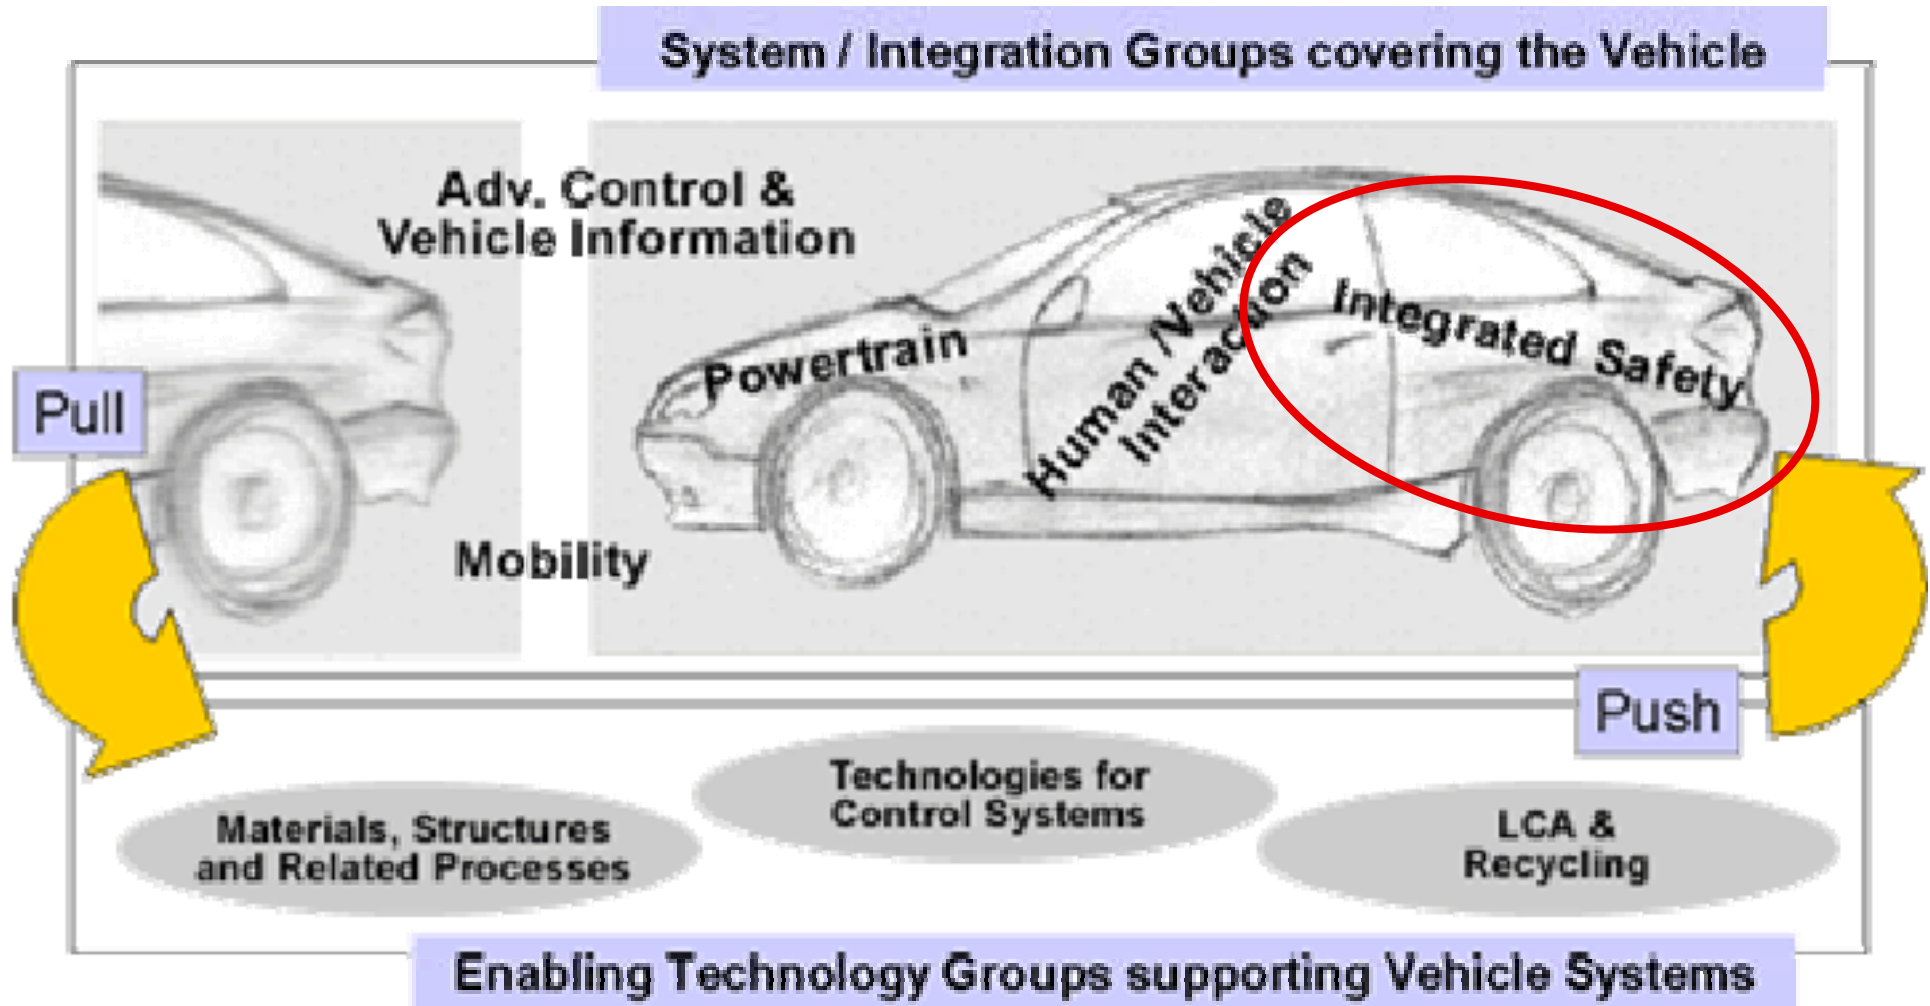 System / Integration Groups covering the Vehicle
Adv. Control &
Vehicle Information
Powertrain
Human /Vehicle
Interaction
Integrated Safety
Pull
Mobility
Push
Technologies for
Control Systems
Materials, Structures
and Related Processes
LCA &
Recycling
Enabling Technology Groups supporting Vehicle Systems